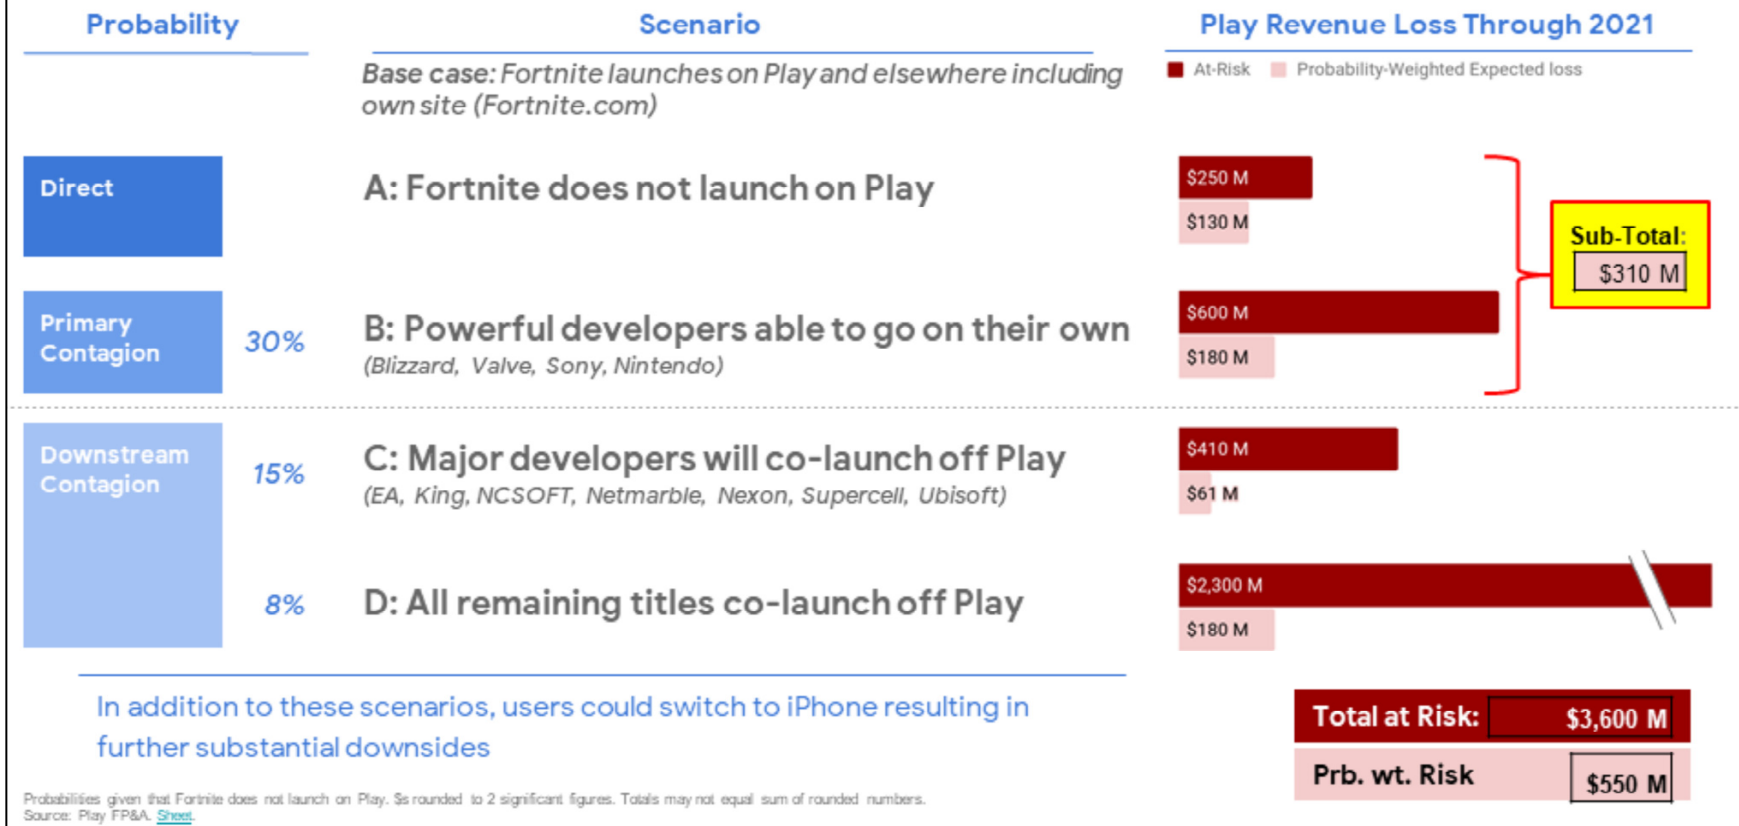 Probability
Scenario
Play Revenue Loss Through 2021
Base case: Fortnite launches on Play and elsewhere including
own site (Fortnite.com)
At-Risk
Probability-Weighted Expected loss
Direct
A: Fortnite does not launch on Play
$250 M
$130 M
Sub-Total:
$310 M
Primary
Contagion
30%
B: Powerful developers able to go on their own
(Blizzard, Valve, Sony, Nintendo)
$600 M
$180 M
Downstream
Contagion
15%
C: Major developers will co-launch off Play
(EA, King, NCSOFT, Netmarble, Nexon, Supercell, Ubisoft)
$410 M
$61 M
8%
D: All remaining titles co-launch off Play
$2,300 M
$180 M
In addition to these scenarios, users could switch to iPhone resulting in
further substantial downsides
Total at Risk:
$3,600 M
Prb. wt. Risk
$550 M
Probabilities given that Fortnite does not launch on Play. $s rounded to 2 significant figures. Totals may not equal sum of rounded numbers.
Source: Play FP&A. Sheet.